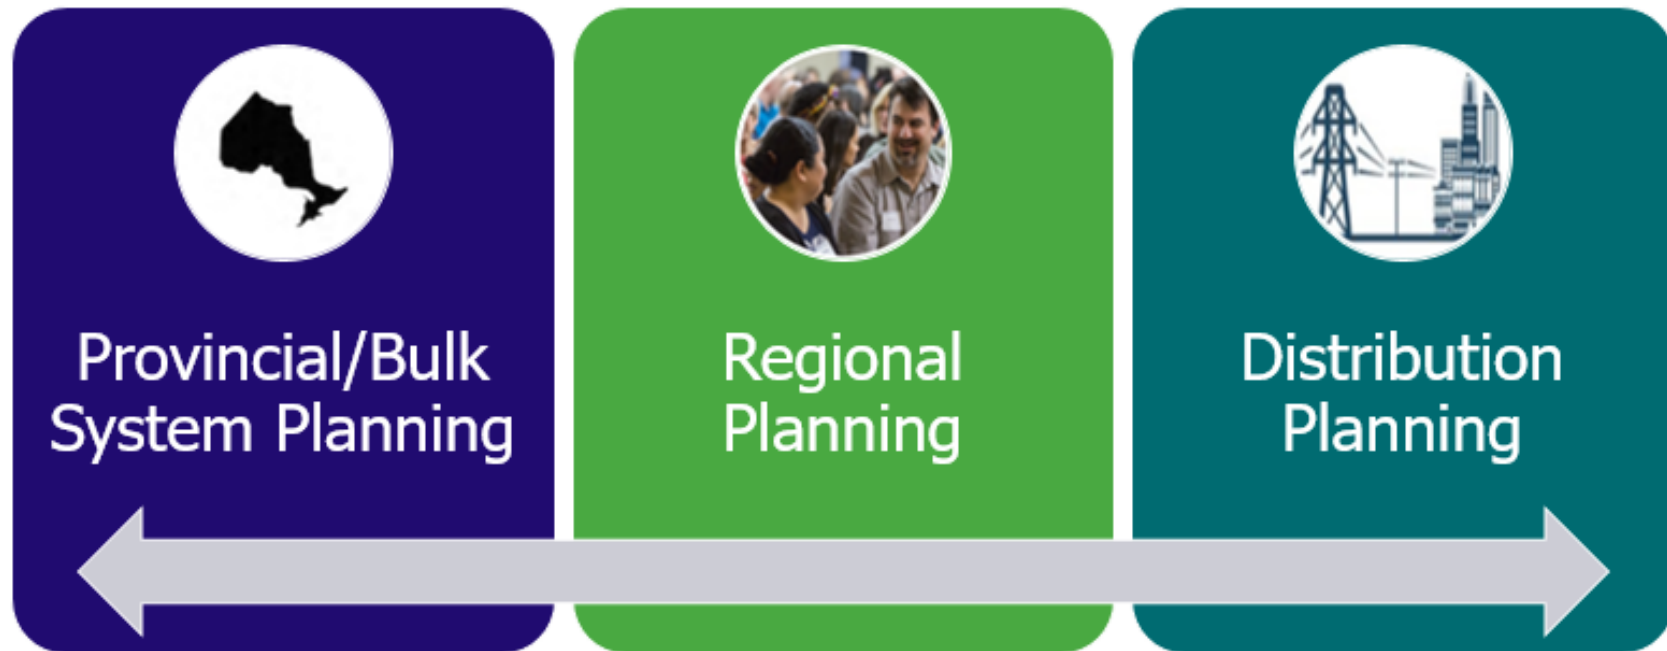 Provincial/Bulk
System Planning
Regional
Planning
Distribution
Planning